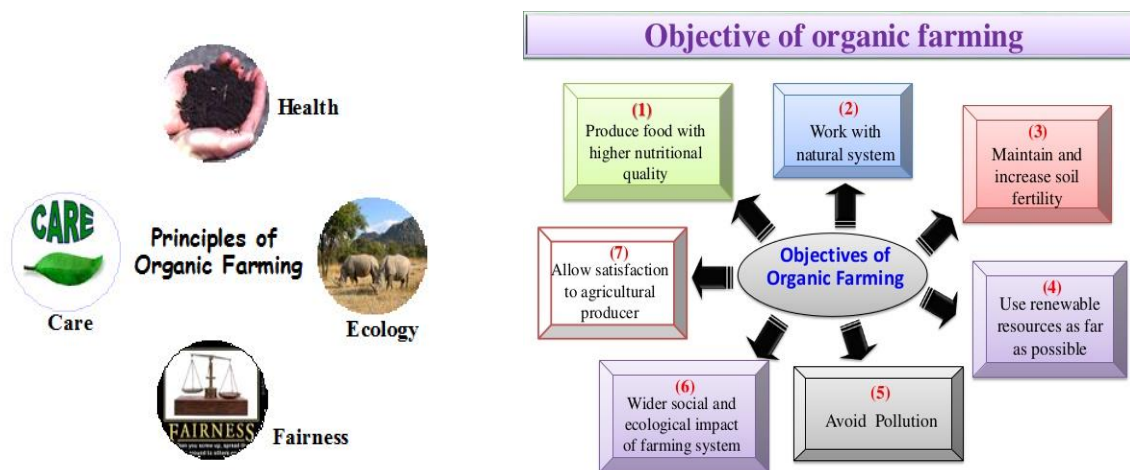 Health
CARE
Care
Principles of
Organic Farming
Ecology
FAIRNESS
Fairness
Objective of organic farming
(1)
Produce food with
higher nutritional
quality
(2)
Work with
natural system
(3)
Maintain and
increase soil
fertility
(4)
Use renewable
resources as far
as possible
(5)
Avoid Pollution
(6)
Wider social and
ecological impact
of farming system
(7)
Allow satisfaction
to agricultural
producer
Objectives of
Organic Farming